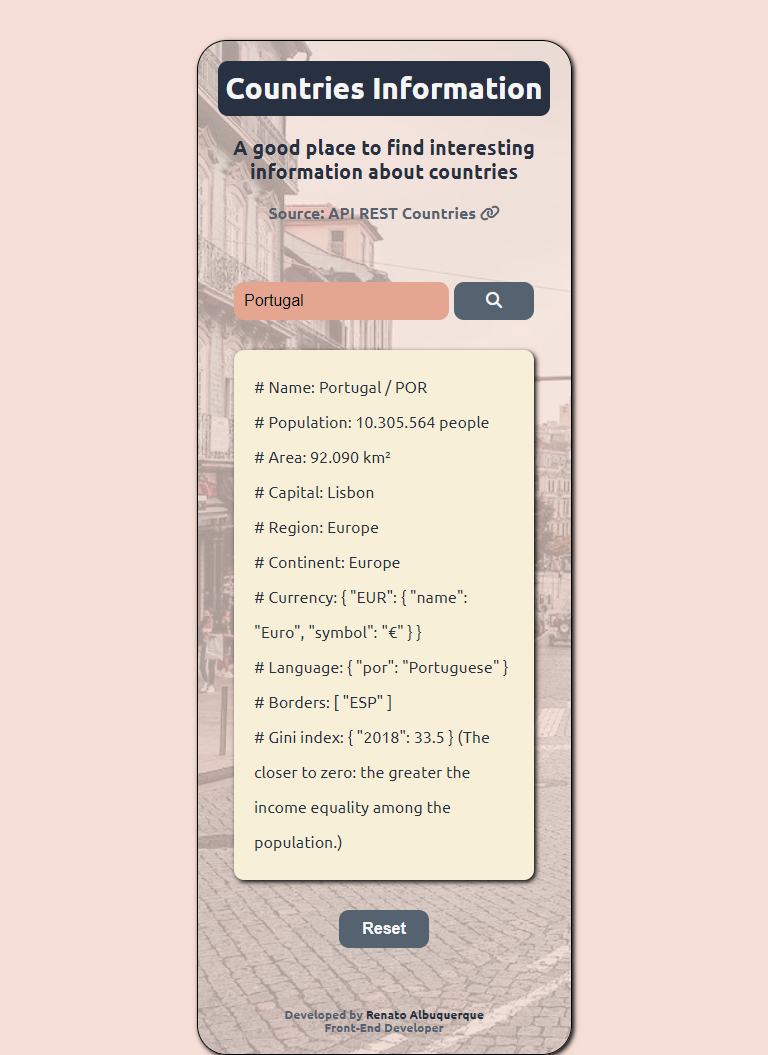 Countries Information
A good place to find interesting
information about countries
Source: API REST Countries
Portugal
# Name: Portugal / POR
# Population: 10.305.564 people
# Area: 92.090 km²
# Capital: Lisbon
# Region: Europe
# Continent: Europe
# Currency: { "EUR": { "name":
"Euro", "symbol": "€" } }
# Language: { "por": "Portuguese" }
# Borders: [ "ESP" ]
# Gini index: { "2018": 33.5 } (The
closer to zero: the greater the
income equality among the
population.)
Reset
Developed by Renato Albuquerque
Front-End Developer